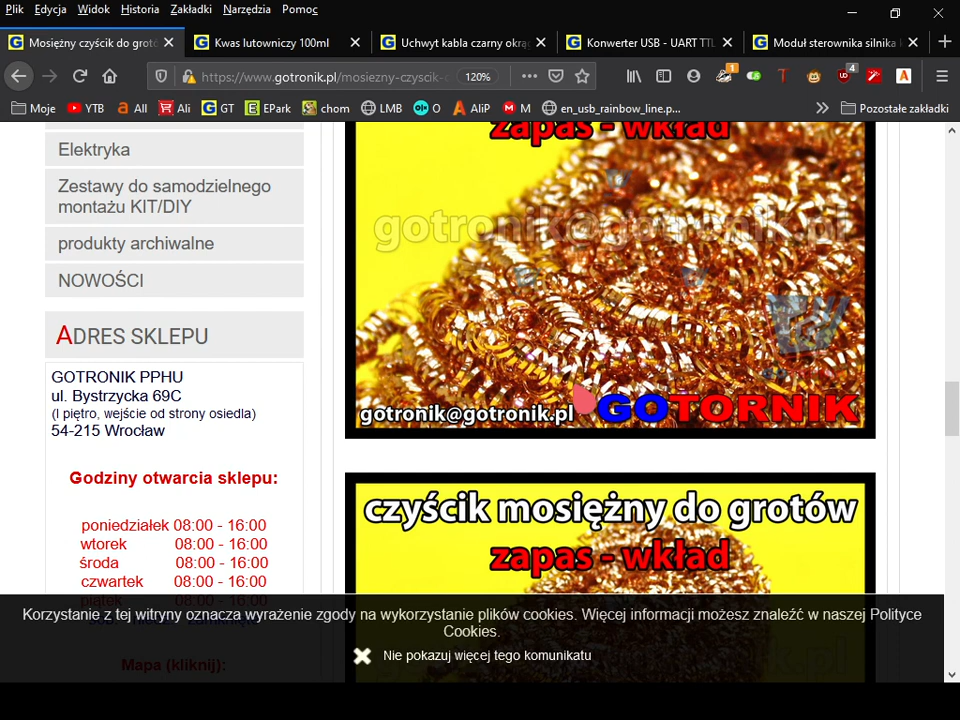 Plik Edycja Widok Historia Zakładki Narzędzia Pomoc
Mosiężny czyścik do grotó
Kwas lutowniczy 100ml
Uchwyt kabla czarny okrą
Konwerter USB - UART TTL
Moduł sterownika silnika k
https://www.gotronik.pl/mosiezny-czyscik-
120%
Moje YTB All Ali GT EPark chom LMB O AliP M en_usb_rainbow_line.p... Pozostałe zakładki
Elektryka
Zestawy do samodzielnego
montażu KIT/DIY
produkty archiwalne
NOWOŚCI
ADRES SKLEPU
GOTRONIK PPHU
ul. Bystrzycka 69C
(I piętro, wejście od strony osiedla)
54-215 Wrocław
Godziny otwarcia sklepu:
poniedziałek 08:00 - 16:00
wtorek 08:00 - 16:00
środa 08:00 - 16:00
czwartek 08:00 - 16:00
piątek 08:00 - 16:00
Mapa (kliknij):
zapas - wkład
gotronik@gotronik.pl
gotronik@gotronik.pl
GOTORNIK
czyścik mosiężny do grotów
zapas - wkład
Korzystanie z tej witryny oznacza wyrażenie zgody na wykorzystanie plików cookies. Więcej informacji możesz znaleźć w naszej Polityce
Cookies.
Nie pokazuj więcej tego komunikatu